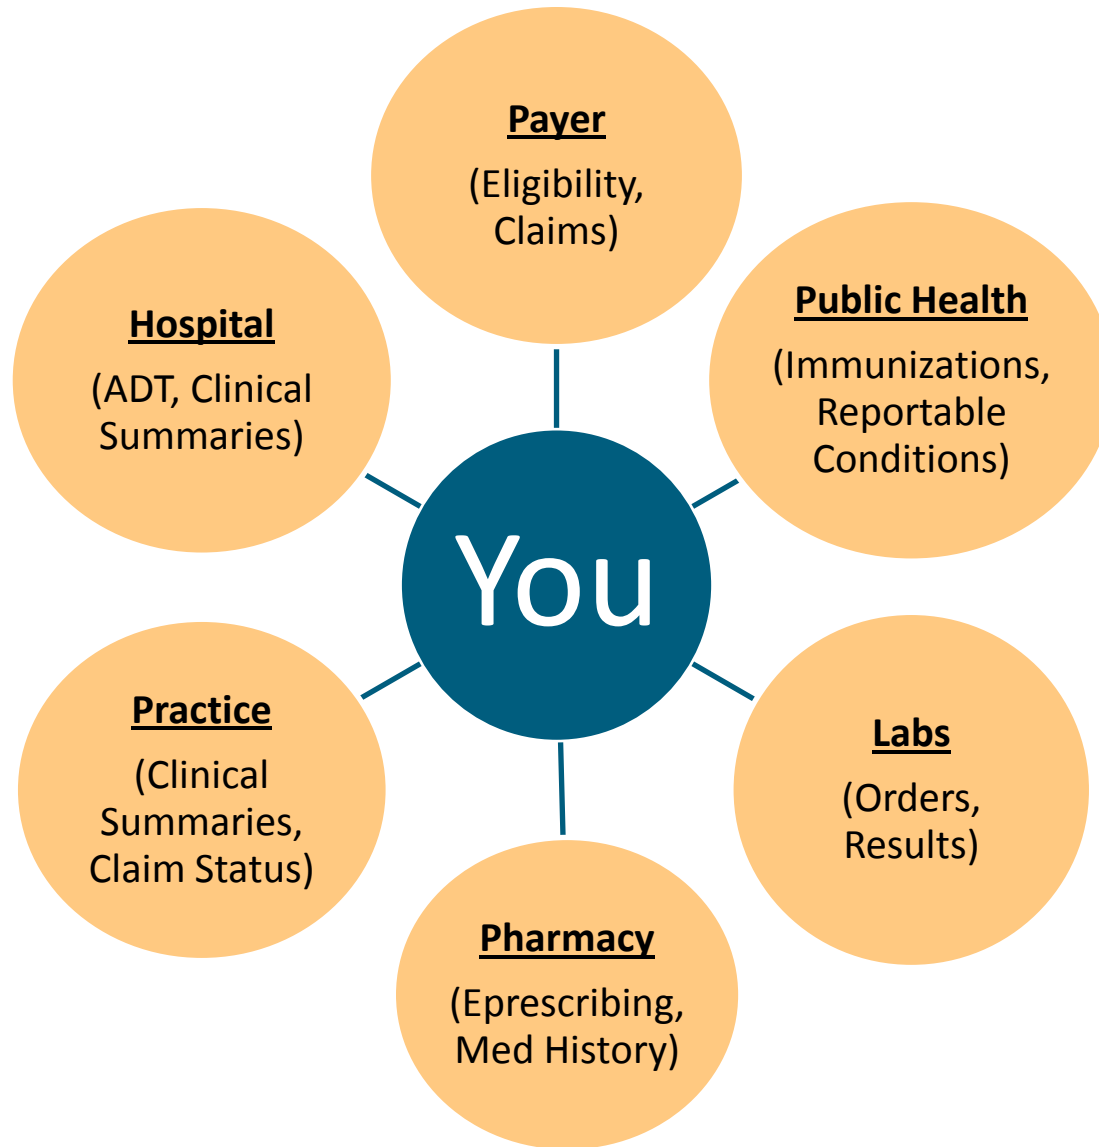 Payer
(Eligibility,
Claims)
Public Health
(Immunizations,
Reportable
Conditions)
Hospital
(ADT, Clinical
Summaries)
You
Practice
(Clinical
Summaries,
Claim Status)
Labs
(Orders,
Results)
Pharmacy
(Eprescribing,
Med History)